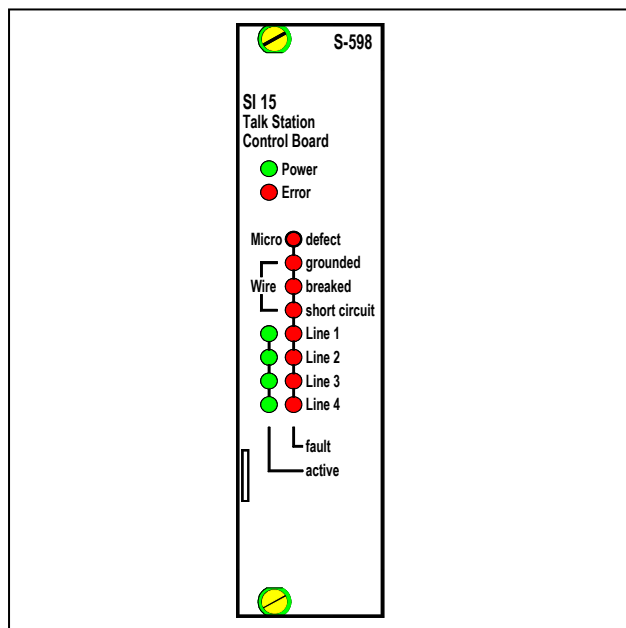 S-598
SI 15
Talk Station
Control Board
Power
Error
Micro defect
grounded
Wire breaked
short circuit
Line 1
Line 2
Line 3
Line 4
fault
active